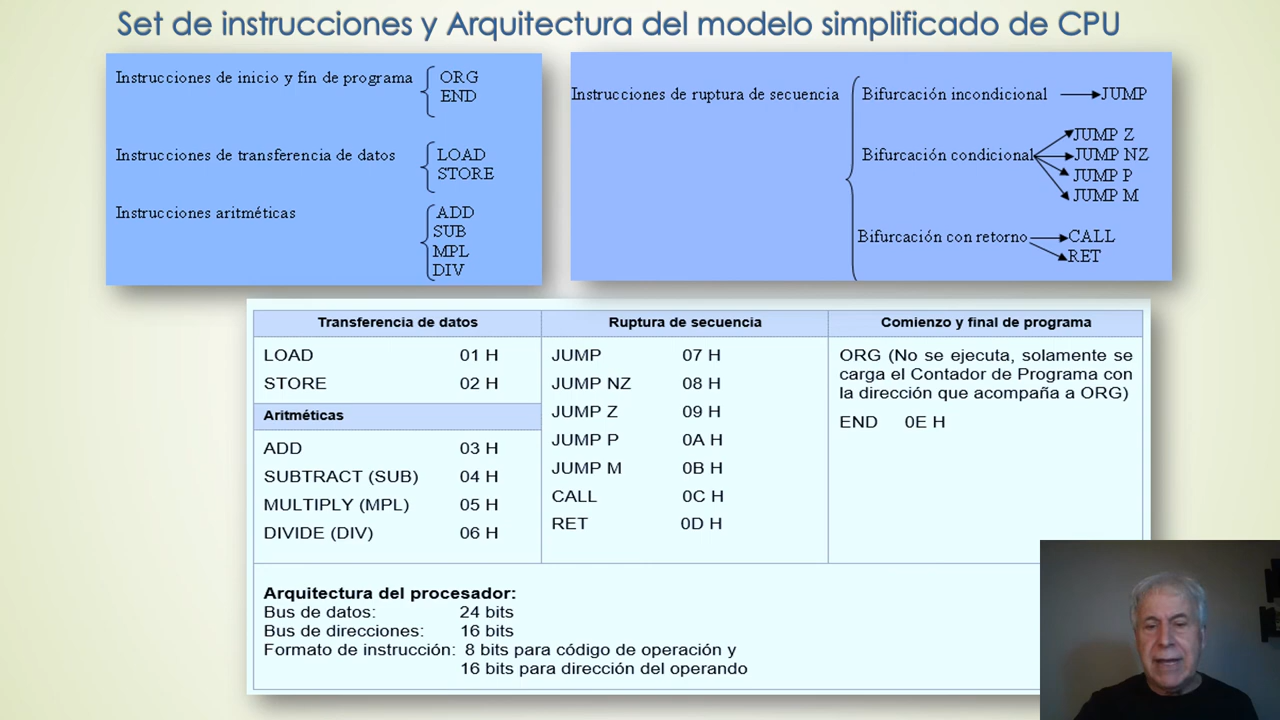 Set de instrucciones y Arquitectura del modelo simplificado de CPU
Instrucciones de inicio y fin de programa
ORG
END
Instrucciones de transferencia de datos
LOAD
STORE
Instrucciones aritméticas
ADD
SUB
MPL
DIV
Instrucciones de ruptura de secuencia
Bifurcación incondicional
JUMP
Bifurcación condicional
JUMP Z
JUMP NZ
JUMP P
JUMP M
Bifurcación con retorno
CALL
RET
Transferencia de datos
LOAD 01 H
STORE 02 H
Aritméticas
ADD 03 H
SUBTRACT (SUB) 04 H
MULTIPLY (MPL) 05 H
DIVIDE (DIV) 06 H
Ruptura de secuencia
JUMP 07 H
JUMP NZ 08 H
JUMP Z 09 H
JUMP P 0A H
JUMP M 0B H
CALL 0C H
RET 0D H
Comienzo y final de programa
ORG (No se ejecuta, solamente se
carga el Contador de Programa con
la dirección que acompaña a ORG)
END 0E H
Arquitectura del procesador:
Bus de datos: 24 bits
Bus de direcciones: 16 bits
Formato de instrucción: 8 bits para código de operación y
16 bits para dirección del operando